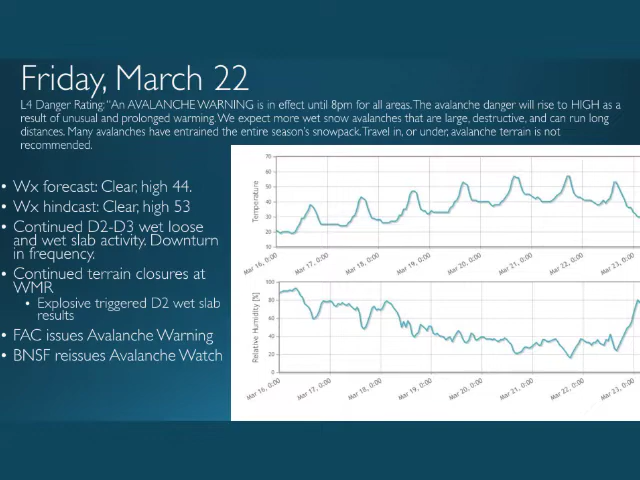 Friday, March 22
L4 Danger Rating: "An AVALANCHE WARNING is in effect until 8pm for all areas. The avalanche danger will rise to HIGH as a
result of unusual and prolonged warming. We expect more wet snow avalanches that are large, destructive, and can run long
distances. Many avalanches have entrained the entire season's snowpack. Travel in, or under, avalanche terrain is not
recommended.
• Wx forecast: Clear, high 44.
• Wx hindcast: Clear, high 53
• Continued D2-D3 wet loose
and wet slab activity. Downturn
in frequency.
• Continued terrain closures at
WMR
• Explosive triggered D2 wet slab
results
• FAC issues Avalanche Warning
• BNSF reissues Avalanche Watch
Temperature
70
60
50
40
30
20
10
Mar 16, 0:00 Mar 17, 0:00 Mar 18, 0:00 Mar 19, 0:00 Mar 20, 0:00 Mar 21, 0:00 Mar 22, 0:00 Mar 23, 0:00
Relative Humidity [%]
100
80
60
40
20
0
Mar 16, 0:00 Mar 17, 0:00 Mar 18, 0:00 Mar 19, 0:00 Mar 20, 0:00 Mar 21, 0:00 Mar 22, 0:00 Mar 23, 0:00